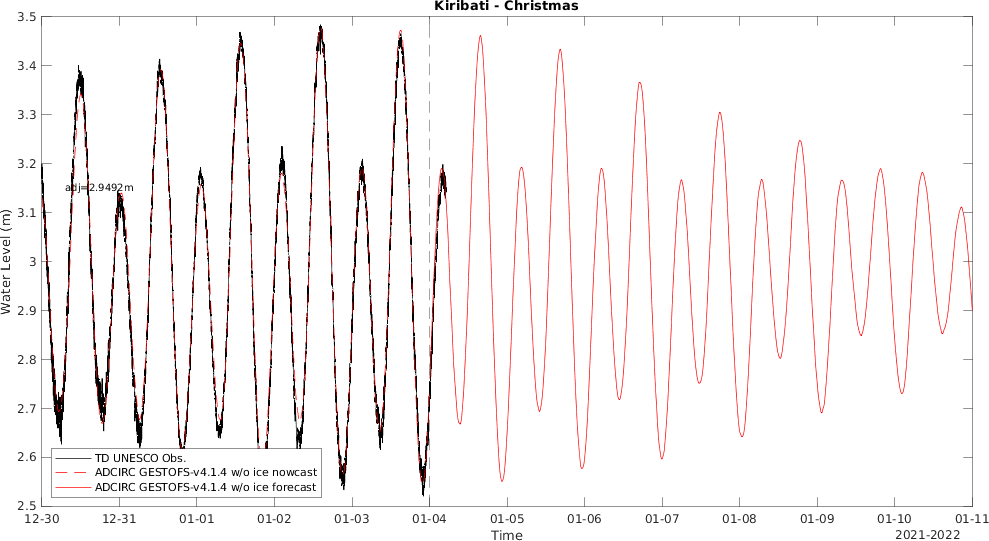 Kiribati - Christmas
3.5
3.4
3.3
3.2
3.1
3
2.9
2.8
2.7
2.6
2.5
Water Level (m)
adj=2.9492m
TD UNESCO Obs.
ADCIRC GESTOFS-v4.1.4 w/o ice nowcast
ADCIRC GESTOFS-v4.1.4 w/o ice forecast
12-30 12-31 01-01 01-02 01-03 01-04 01-05 01-06 01-07 01-08 01-09 01-10 01-11
Time
2021-2022